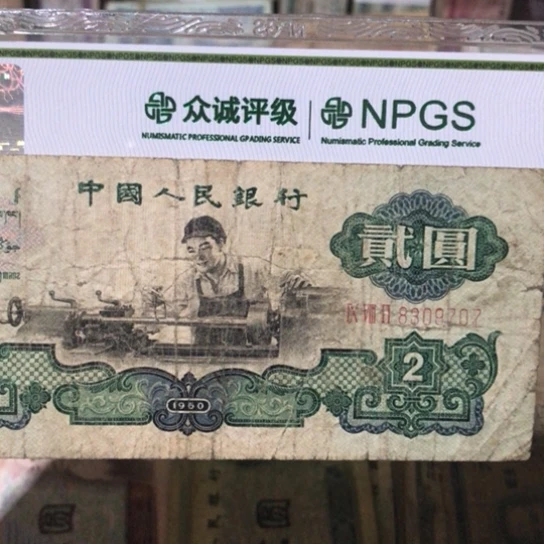 众诚评级 NPGS
NUMISMATIC PROFESSIONAL GRADING SERVICE Numismatic Professional Grading Service
中國人民銀行
貳圓
8309702
2
1960